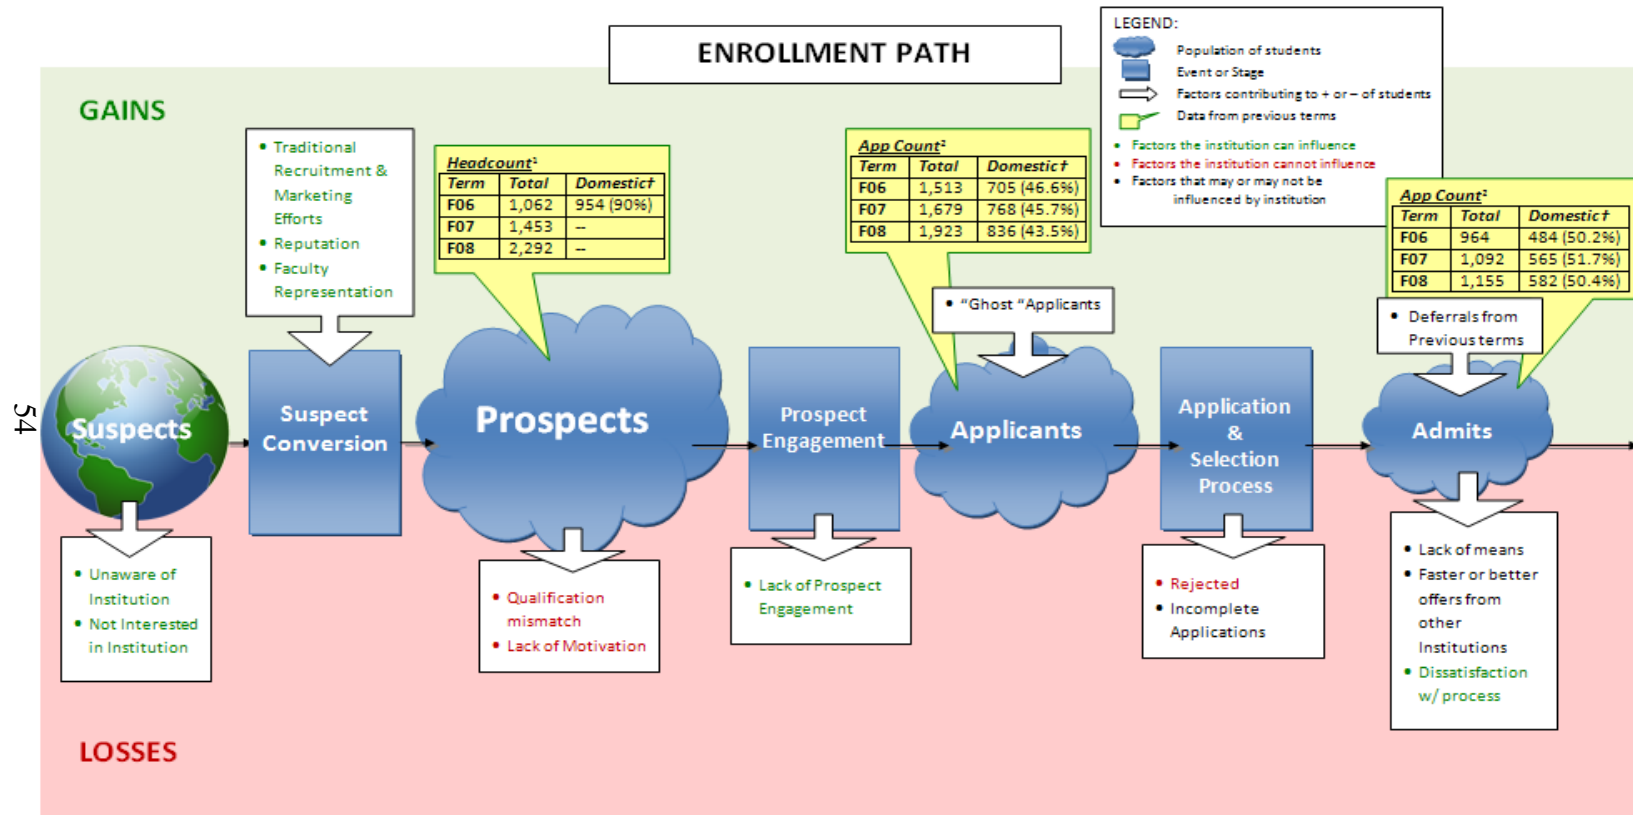 ENROLLMENT PATH
LEGEND:
Population of students
Event or Stage
Factors contributing to + or – of students
Data from previous terms
• Factors the institution can influence
• Factors the institution cannot influence
• Factors that may or may not be
influenced by institution
GAINS
• Traditional
Recruitment &
Marketing
Efforts
• Reputation
• Faculty
Representation
Headcount¹
Term Total Domestic†
F06 1,062 954 (90%)
F07 1,453 --
F08 2,292 --
App Count²
Term Total Domestic†
F06 1,513 705 (46.6%)
F07 1,679 768 (45.7%)
F08 1,923 836 (43.5%)
App Count²
Term Total Domestic†
F06 964 484 (50.2%)
F07 1,092 565 (51.7%)
F08 1,155 582 (50.4%)
• "Ghost "Applicants
• Deferrals from
Previous terms
54
Suspects
Suspect
Conversion
Prospects
Prospect
Engagement
Applicants
Application
&
Selection
Process
Admits
• Unaware of
Institution
• Not Interested
in Institution
• Qualification
mismatch
• Lack of Motivation
• Lack of Prospect
Engagement
• Rejected
• Incomplete
Applications
• Lack of means
• Faster or better
offers from
other
Institutions
• Dissatisfaction
w/ process
LOSSES